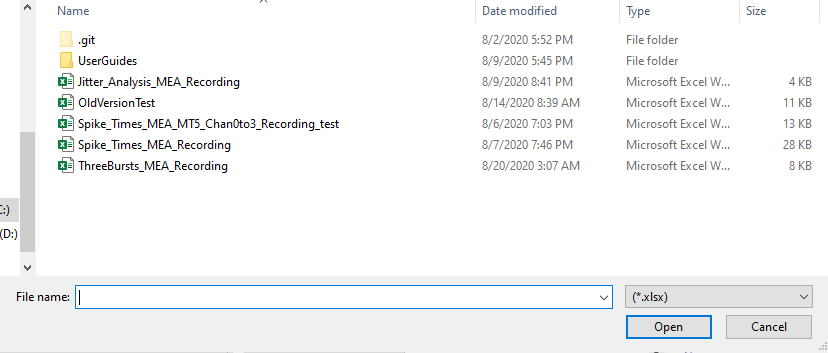 Name Date modified Type Size
.git 8/2/2020 5:52 PM File folder
UserGuides 8/9/2020 5:45 PM File folder
Jitter_Analysis_MEA_Recording 8/9/2020 8:41 PM Microsoft Excel W... 4 KB
OldVersionTest 8/14/2020 8:39 AM Microsoft Excel W... 11 KB
Spike_Times_MEA_MT5_Chan0to3_Recording_test 8/6/2020 7:03 PM Microsoft Excel W... 13 KB
Spike_Times_MEA_Recording 8/7/2020 7:46 PM Microsoft Excel W... 28 KB
ThreeBursts_MEA_Recording 8/20/2020 3:07 AM Microsoft Excel W... 8 KB
C:)
(D:)
File name: (*.xlsx)
Open Cancel